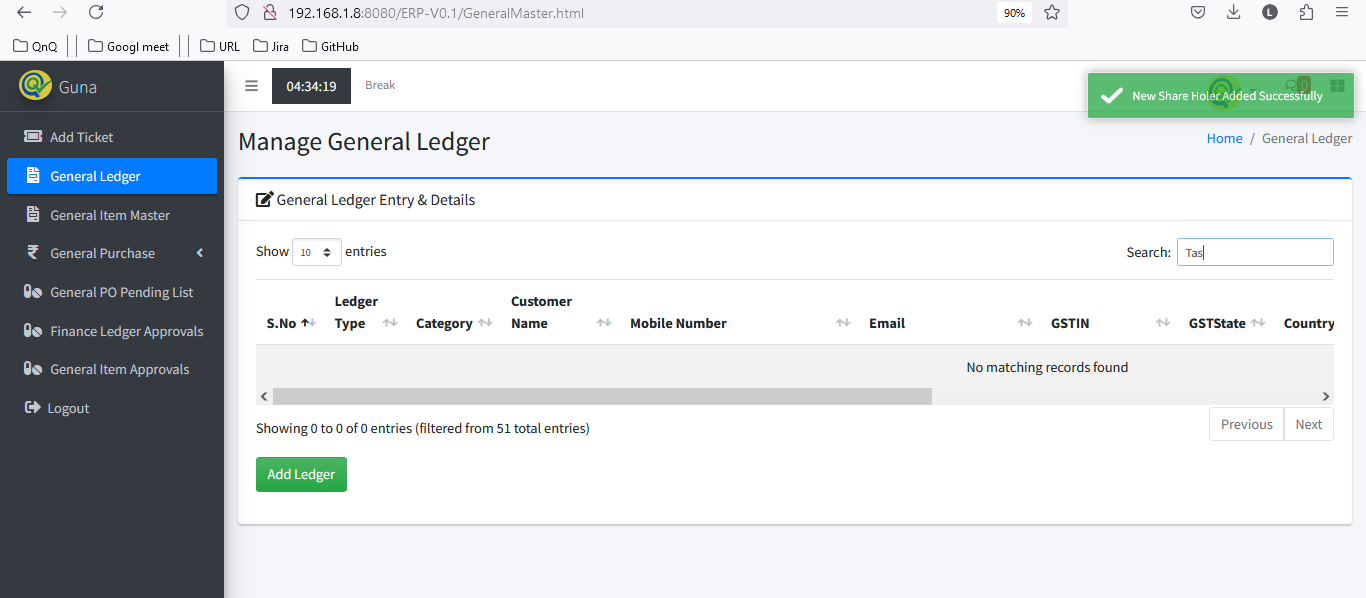 192.168.1.8:8080/ERP-V0.1/GeneralMaster.html
90%
L
QnQ
Googl meet
URL
Jira
GitHub
Guna
04:34:19
Break
0
New Share Holer Added Successfully
Add Ticket
General Ledger
General Item Master
General Purchase
General PO Pending List
Finance Ledger Approvals
General Item Approvals
Logout
Manage General Ledger
Home / General Ledger
General Ledger Entry & Details
Show 10 entries
Search: Tas
S.No
Ledger Type
Category
Customer Name
Mobile Number
Email
GSTIN
GSTState
Country
No matching records found
Showing 0 to 0 of 0 entries (filtered from 51 total entries)
Previous
Next
Add Ledger